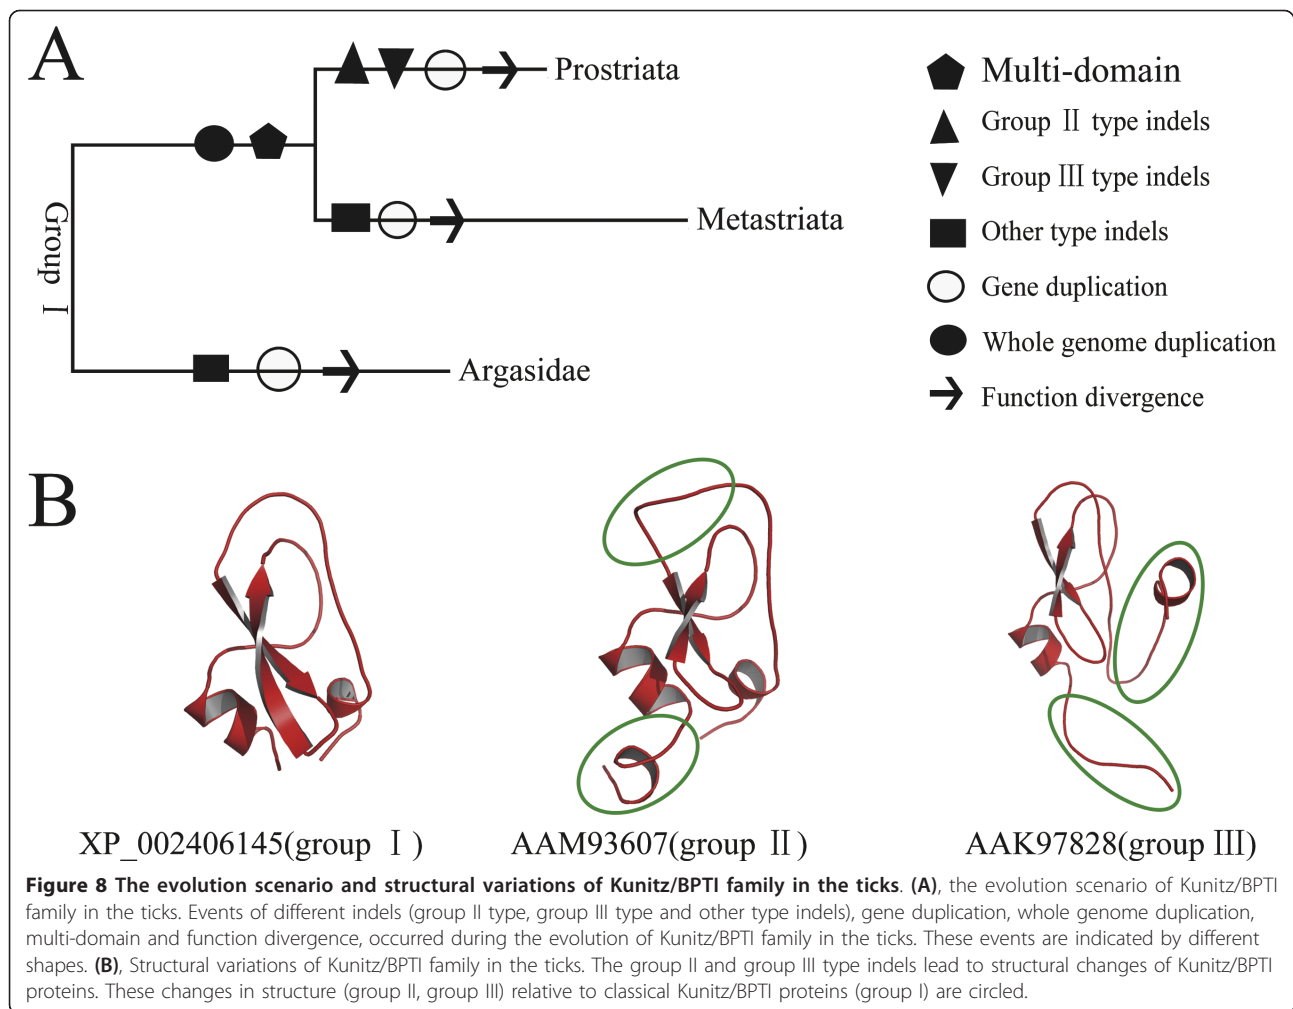 A
Prostriata
Metastriata
Argasidae
Group Ⅰ
Multi-domain
Group Ⅱ type indels
Group Ⅲ type indels
Other type indels
Gene duplication
Whole genome duplication
Function divergence
B
XP_002406145(group Ⅰ )
AAM93607(group Ⅱ )
AAK97828(group Ⅲ)
Figure 8 The evolution scenario and structural variations of Kunitz/BPTI family in the ticks. (A), the evolution scenario of Kunitz/BPTI
family in the ticks. Events of different indels (group II type, group III type and other type indels), gene duplication, whole genome duplication,
multi-domain and function divergence, occurred during the evolution of Kunitz/BPTI family in the ticks. These events are indicated by different
shapes. (B), Structural variations of Kunitz/BPTI family in the ticks. The group II and group III type indels lead to structural changes of Kunitz/BPTI
proteins. These changes in structure (group II, group III) relative to classical Kunitz/BPTI proteins (group I) are circled.